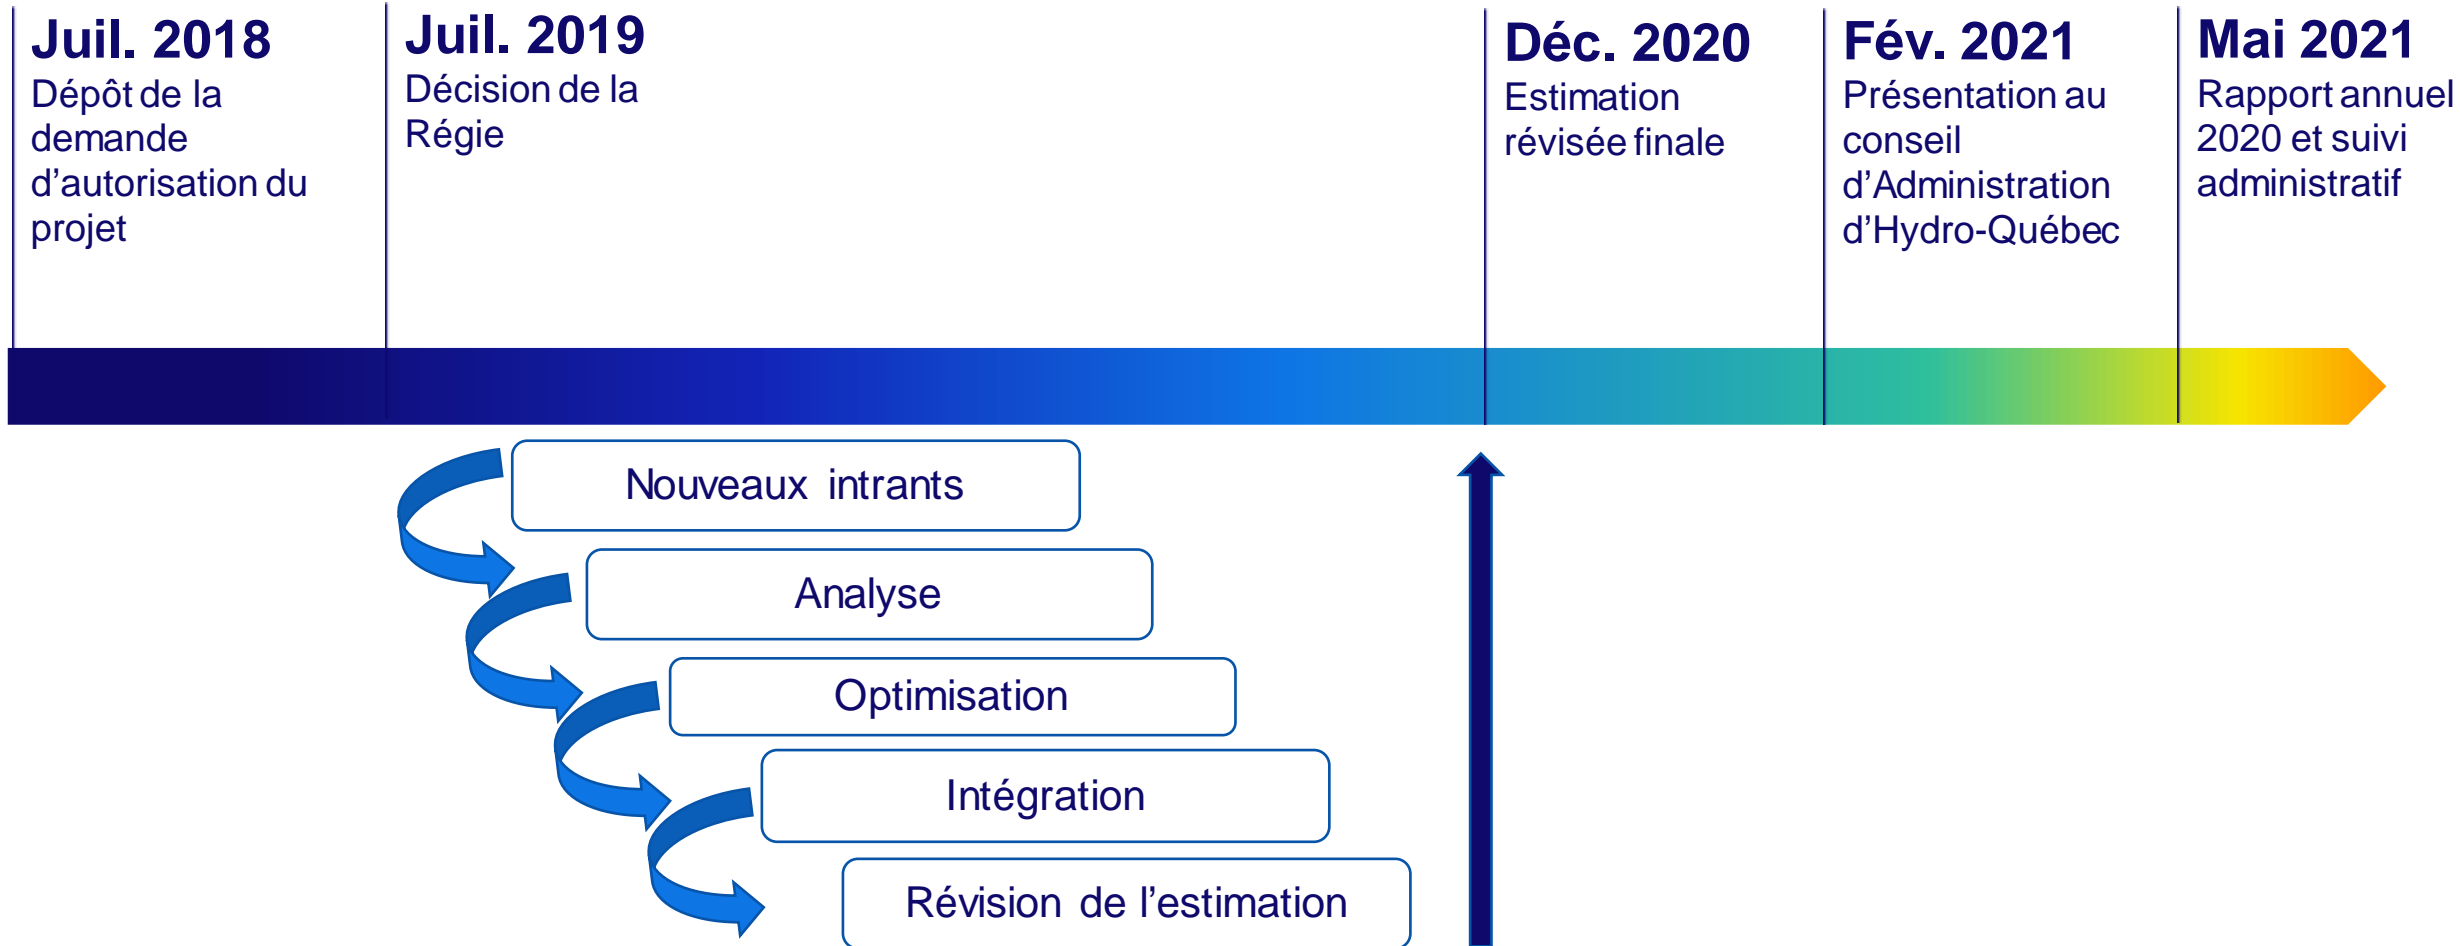 Juil. 2018
Dépôt de la
demande
d’autorisation du
projet
Juil. 2019
Décision de la
Régie
Déc. 2020
Estimation
révisée finale
Fév. 2021
Présentation au
conseil
d’Administration
d’Hydro-Québec
Mai 2021
Rapport annuel
2020 et suivi
administratif
Nouveaux intrants
Analyse
Optimisation
Intégration
Révision de l’estimation